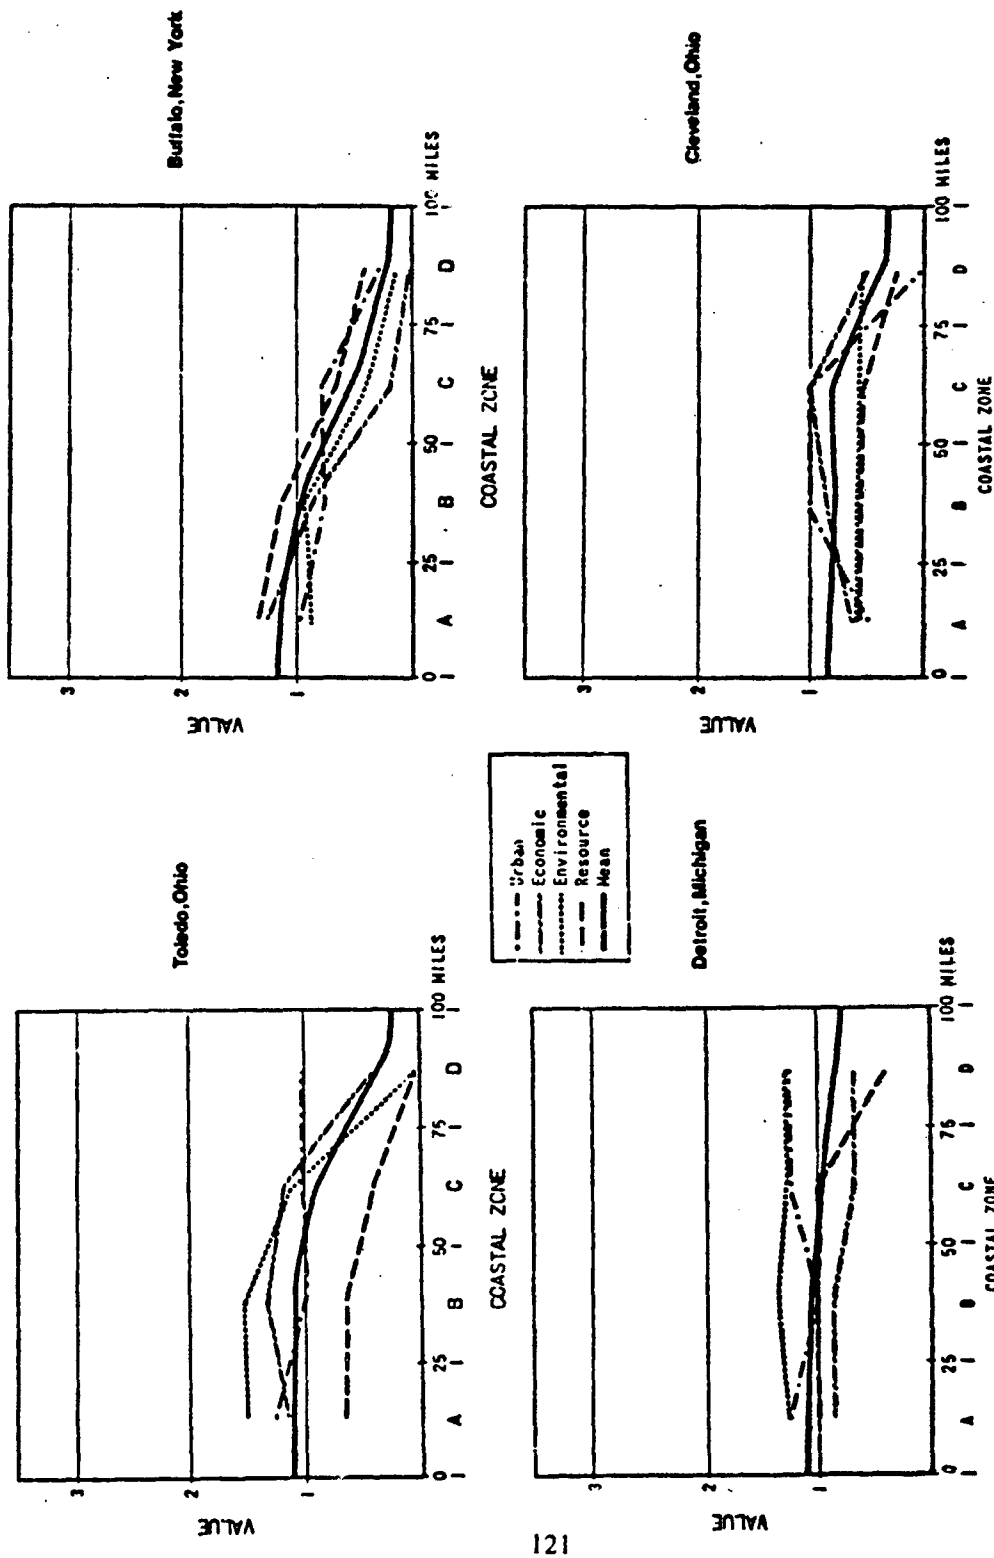 Toledo, Ohio
VALUE
3
2
1
0 25 50 75 100 MILES
A B C D
COASTAL ZONE
Buffalo, New York
VALUE
3
2
1
0 25 50 75 100 MILES
A B C D
COASTAL ZONE
Urban
Economic
Environmental
Resource
Mean
Detroit, Michigan
VALUE
3
2
1
0 25 50 75 100 MILES
A B C D
COASTAL ZONE
Cleveland, Ohio
VALUE
3
2
1
0 25 50 75 100 MILES
A B C D
COASTAL ZONE
121